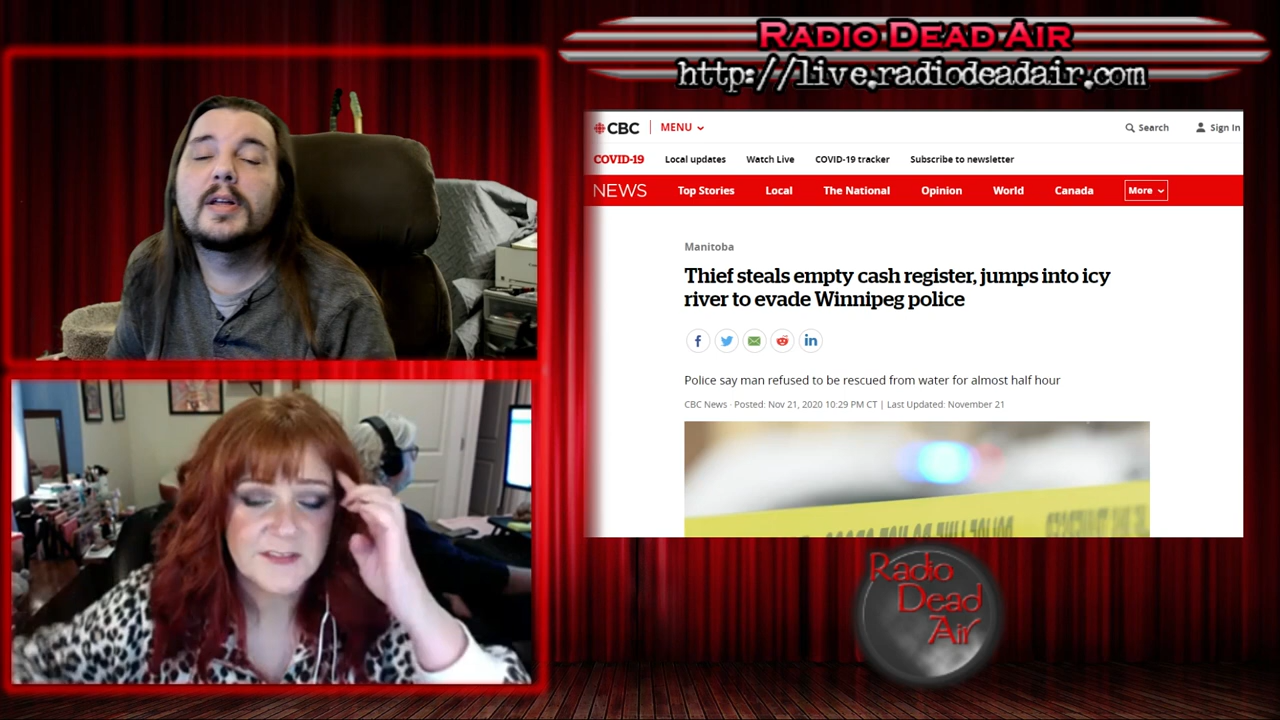 RADIO DEAD AIR
http://live.radiodeadair.com
CBC MENU Search Sign In
COVID-19 Local updates Watch Live COVID-19 tracker Subscribe to newsletter
NEWS Top Stories Local The National Opinion World Canada More
Manitoba
Thief steals empty cash register, jumps into icy
river to evade Winnipeg police
Police say man refused to be rescued from water for almost half hour
CBC News · Posted: Nov 21, 2020 10:29 PM CT | Last Updated: November 21
Radio
Dead
Air